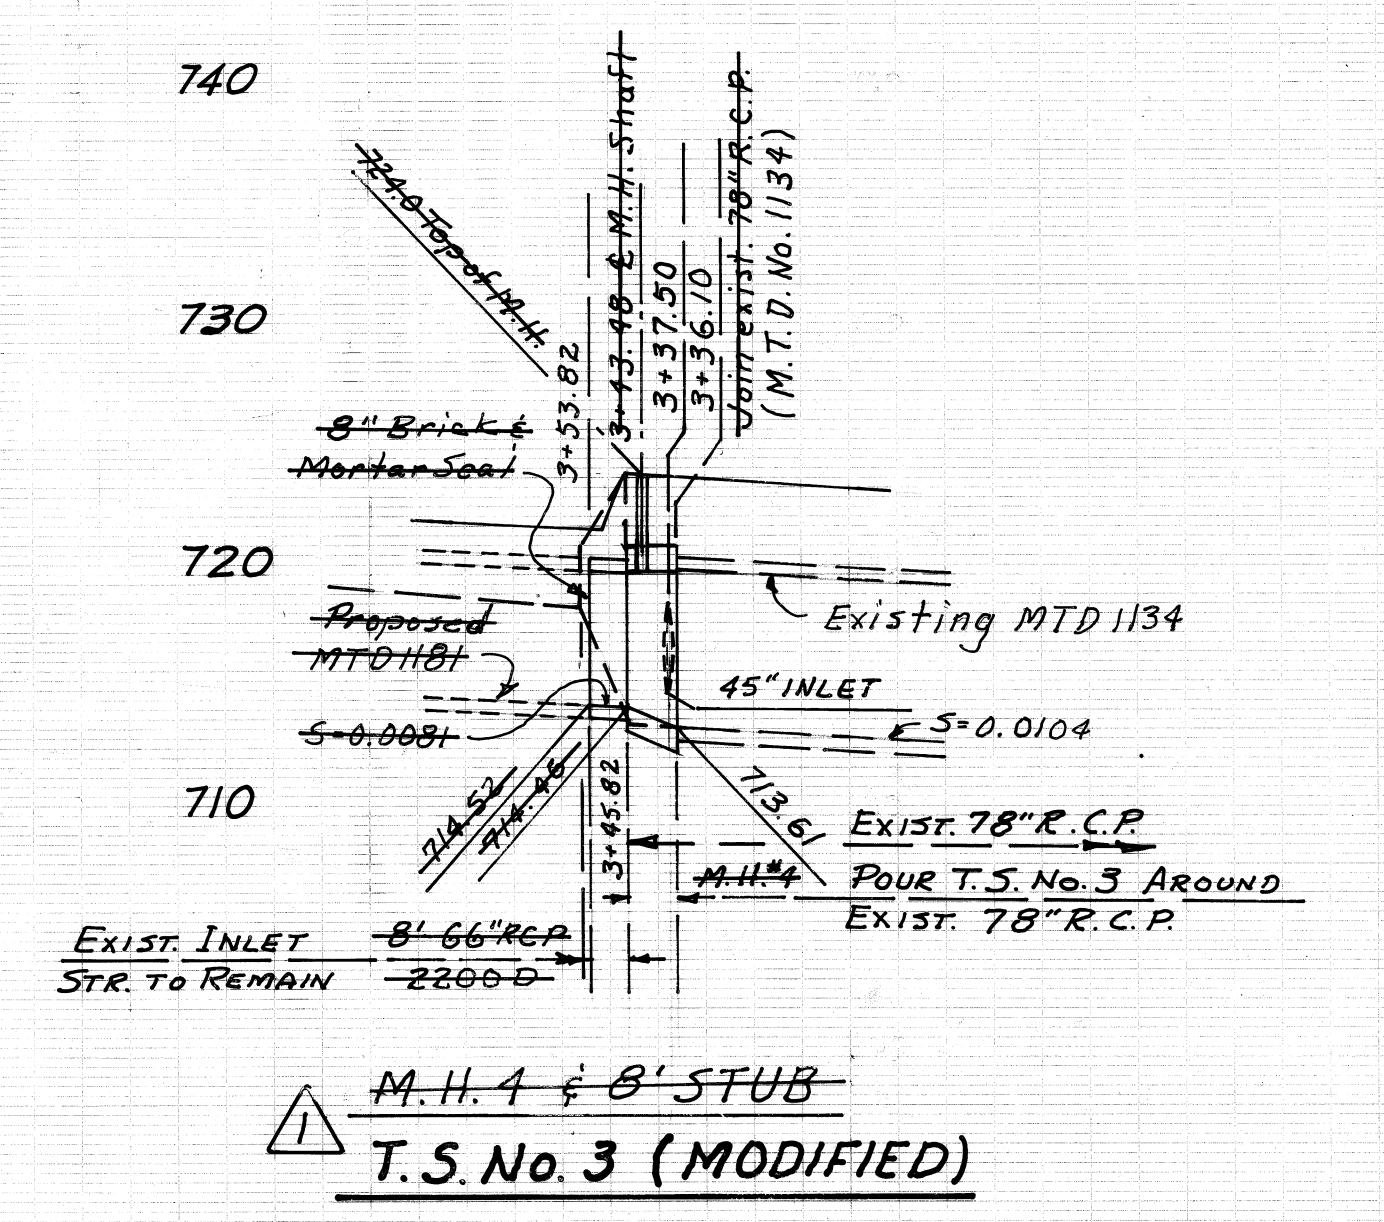 740
730
720
710
724.0 Top of M.H.
3+53.82
3+43.48 ℄ M.H. Shaft
3+37.50
3+36.10
Join exist. 78" R.C.P.
(M.T.D. No. 1134)
8" Brick &
Mortar Seal
Proposed
MTD 1181
S=0.0081
Existing MTD 1134
45" INLET
S=0.0104
714.52
714.46
3+45.82
713.61
EXIST. 78" R.C.P.
M.H.#4
POUR T.S. No. 3 AROUND
EXIST. 78" R.C.P.
EXIST. INLET
STR. TO REMAIN
8' 66" RCP
2200 D
M.H. 4 & 8' STUB
1
T.S. No. 3 (MODIFIED)